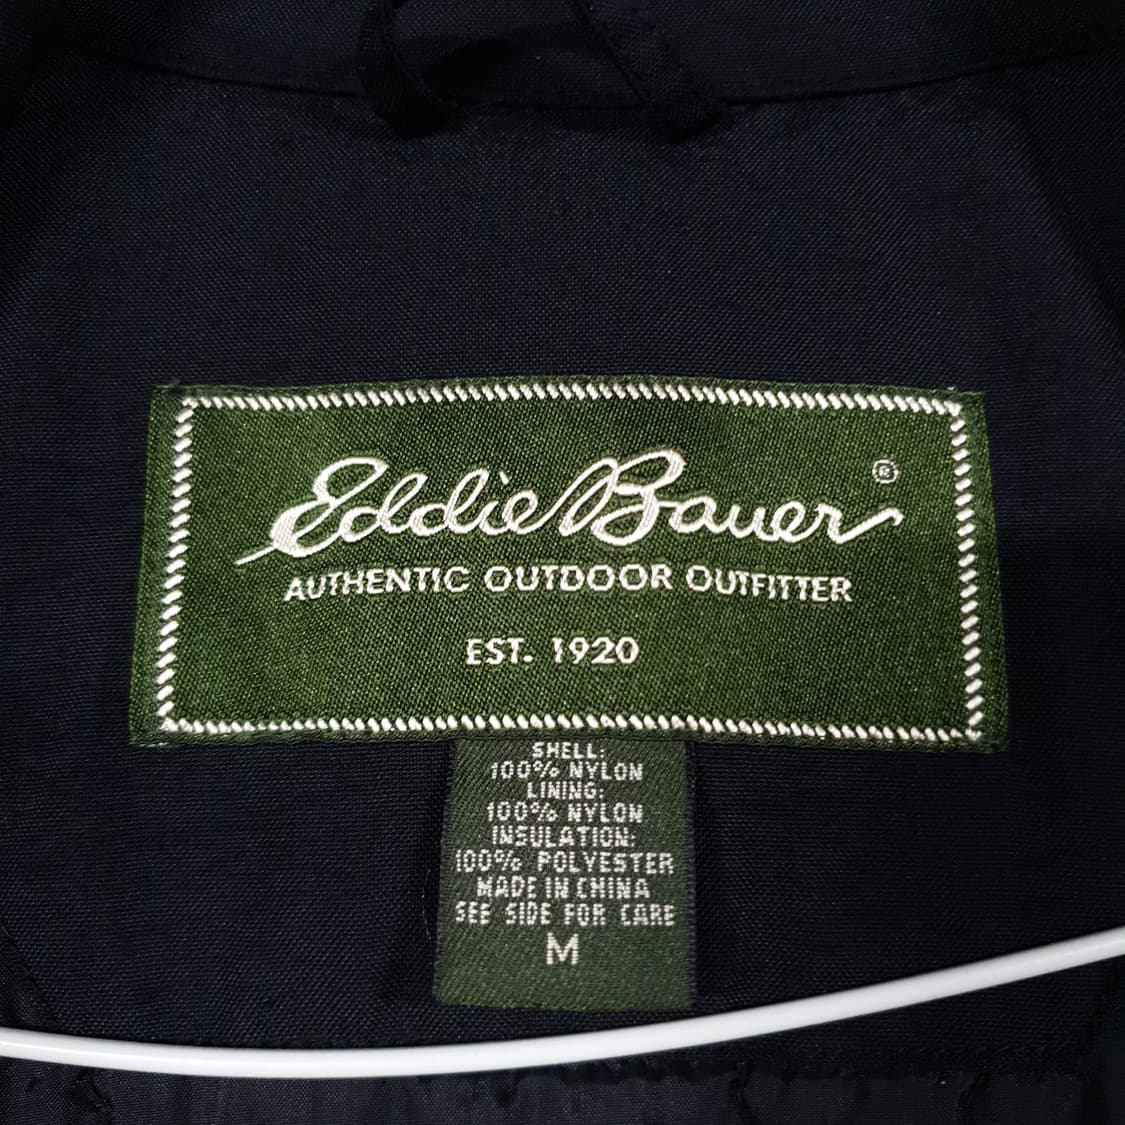 Eddie Bauer ®
AUTHENTIC OUTDOOR OUTFITTER
EST. 1920
SHELL:
100% NYLON
LINING:
100% NYLON
INSULATION:
100% POLYESTER
MADE IN CHINA
SEE SIDE FOR CARE
M